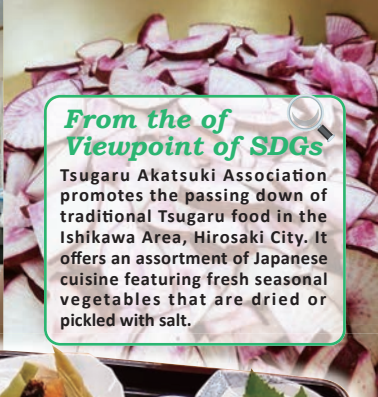 From the of
Viewpoint of SDGs
Tsugaru Akatsuki Association
promotes the passing down of
traditional Tsugaru food in the
Ishikawa Area, Hirosaki City. It
offers an assortment of Japanese
cuisine featuring fresh seasonal
vegetables that are dried or
pickled with salt.